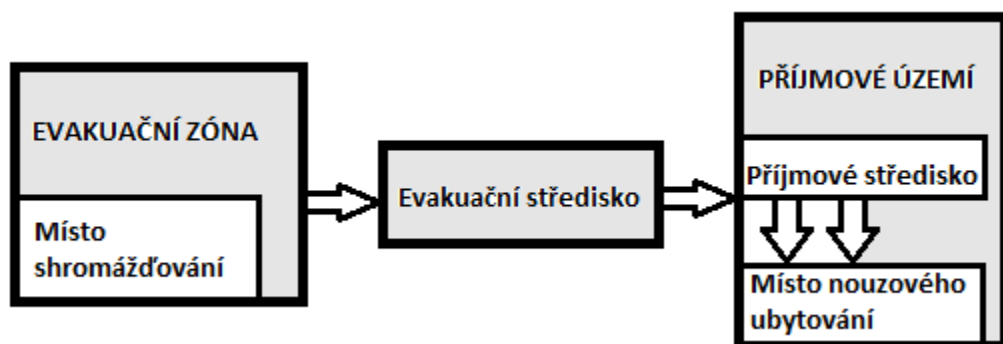 EVAKUAČNÍ ZÓNA
Místo
shromážďování
Evakuační středisko
PŘÍJMOVÉ ÚZEMÍ
Příjmové středisko
Místo nouzového
ubytování